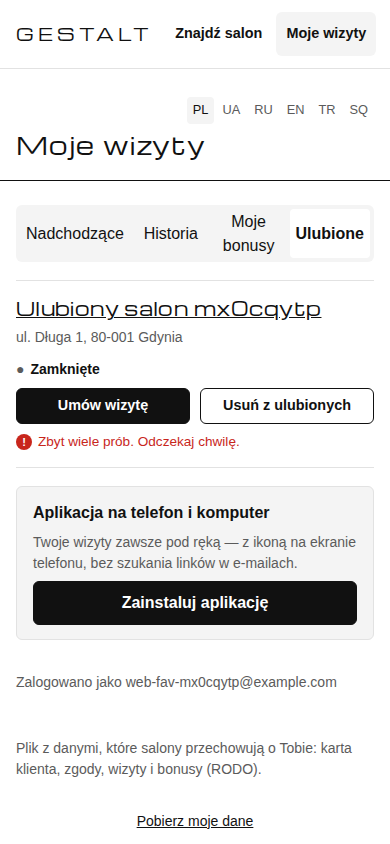 GESTALT
Znajdź salon
Moje wizyty
PL UA RU EN TR SQ
Moje wizyty
Nadchodzące
Historia
Moje
bonusy
Ulubione
Ulubiony salon mx0cqytp
ul. Długa 1, 80-001 Gdynia
● Zamknięte
Umów wizytę
Usuń z ulubionych
! Zbyt wiele prób. Odczekaj chwilę.
Aplikacja na telefon i komputer
Twoje wizyty zawsze pod ręką — z ikoną na ekranie
telefonu, bez szukania linków w e-mailach.
Zainstaluj aplikację
Zalogowano jako web-fav-mx0cqytp@example.com
Plik z danymi, które salony przechowują o Tobie: karta
klienta, zgody, wizyty i bonusy (RODO).
Pobierz moje dane